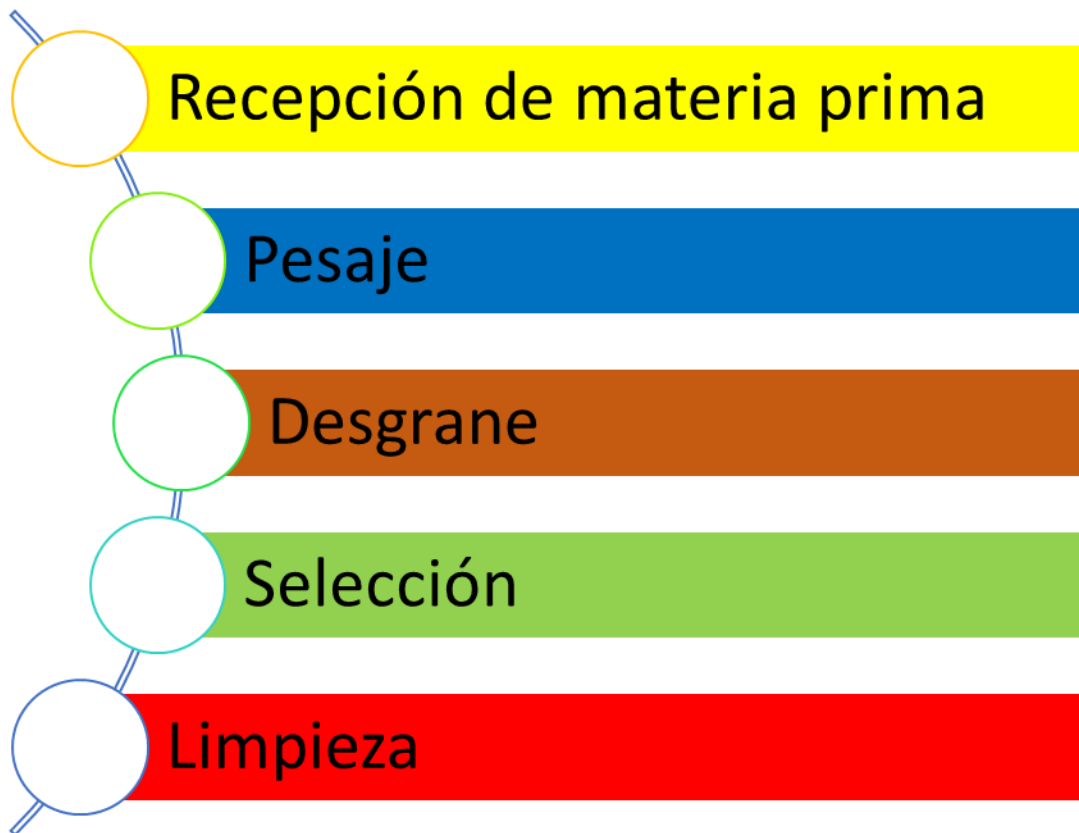 Recepción de materia prima
Pesaje
Desgrane
Selección
Limpieza